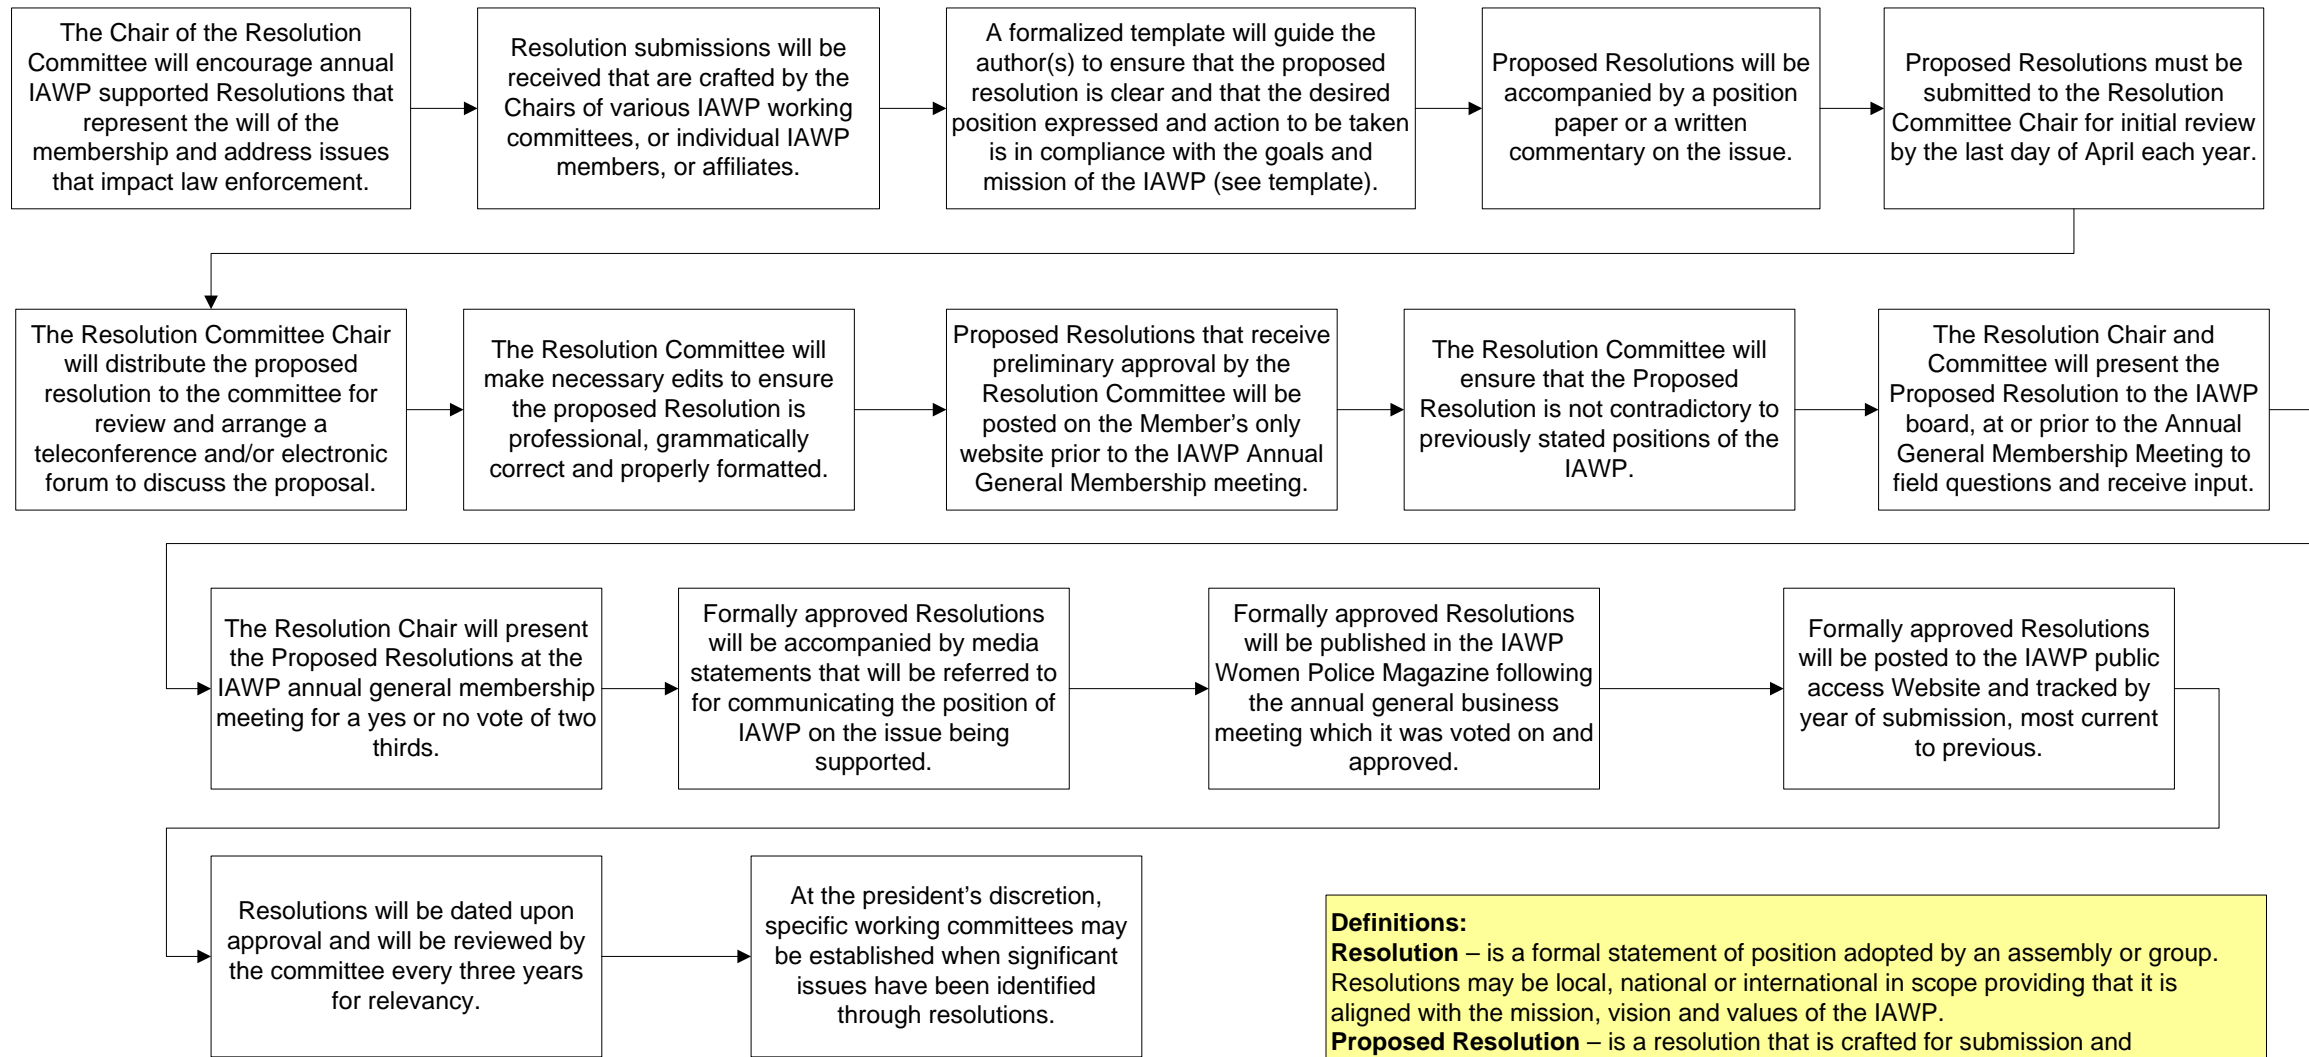 The Chair of the Resolution
Committee will encourage annual
IAWP supported Resolutions that
represent the will of the
membership and address issues
that impact law enforcement.
Resolution submissions will be
received that are crafted by the
Chairs of various IAWP working
committees, or individual IAWP
members, or affiliates.
A formalized template will guide the
author(s) to ensure that the proposed
resolution is clear and that the desired
position expressed and action to be taken
is in compliance with the goals and
mission of the IAWP (see template).
Proposed Resolutions will be
accompanied by a position
paper or a written
commentary on the issue.
Proposed Resolutions must be
submitted to the Resolution
Committee Chair for initial review
by the last day of April each year.
The Resolution Committee Chair
will distribute the proposed
resolution to the committee for
review and arrange a
teleconference and/or electronic
forum to discuss the proposal.
The Resolution Committee will
make necessary edits to ensure
the proposed Resolution is
professional, grammatically
correct and properly formatted.
Proposed Resolutions that receive
preliminary approval by the
Resolution Committee will be
posted on the Member’s only
website prior to the IAWP Annual
General Membership meeting.
The Resolution Committee will
ensure that the Proposed
Resolution is not contradictory to
previously stated positions of the
IAWP.
The Resolution Chair and
Committee will present the
Proposed Resolution to the IAWP
board, at or prior to the Annual
General Membership Meeting to
field questions and receive input.
The Resolution Chair will present
the Proposed Resolutions at the
IAWP annual general membership
meeting for a yes or no vote of two
thirds.
Formally approved Resolutions
will be accompanied by media
statements that will be referred to
for communicating the position of
IAWP on the issue being
supported.
Formally approved Resolutions
will be published in the IAWP
Women Police Magazine following
the annual general business
meeting which it was voted on and
approved.
Formally approved Resolutions
will be posted to the IAWP public
access Website and tracked by
year of submission, most current
to previous.
Resolutions will be dated upon
approval and will be reviewed by
the committee every three years
for relevancy.
At the president’s discretion,
specific working committees may
be established when significant
issues have been identified
through resolutions.
Definitions:
Resolution – is a formal statement of position adopted by an assembly or group.
Resolutions may be local, national or international in scope providing that it is
aligned with the mission, vision and values of the IAWP.
Proposed Resolution – is a resolution that is crafted for submission and